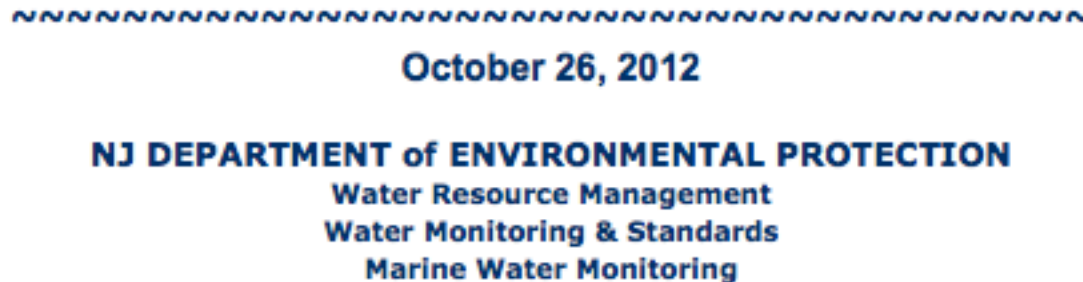 ~~~~~~~~~~~~~~~~~~~~~~~~~~~~~~~~~~~~~~~
October 26, 2012
NJ DEPARTMENT of ENVIRONMENTAL PROTECTION
Water Resource Management
Water Monitoring & Standards
Marine Water Monitoring